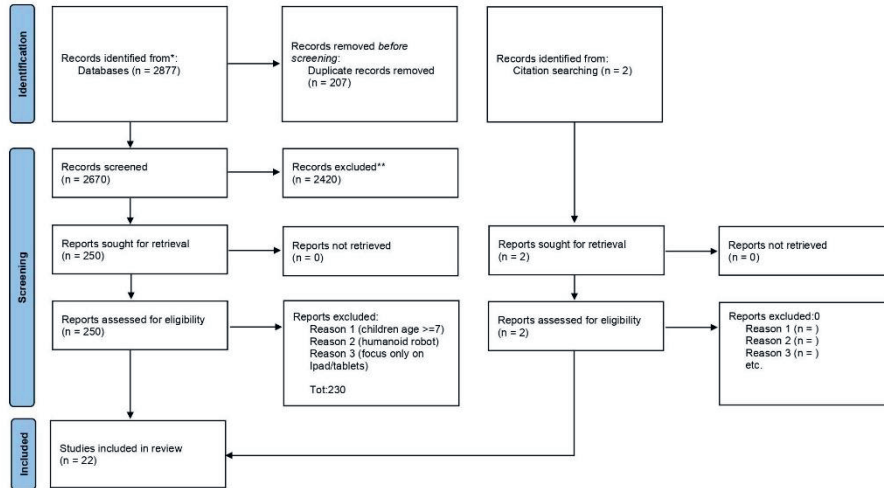 Identification
Records identified from*:
Databases (n = 2877)
Records removed before
screening:
Duplicate records removed
(n = 207)
Records identified from:
Citation searching (n = 2)
Screening
Records screened
(n = 2670)
Records excluded**
(n = 2420)
Reports sought for retrieval
(n = 250)
Reports not retrieved
(n = 0)
Reports sought for retrieval
(n = 2)
Reports not retrieved
(n = 0)
Reports assessed for eligibility
(n = 250)
Reports excluded:
Reason 1 (children age >=7)
Reason 2 (humanoid robot)
Reason 3 (focus only on
Ipad/tablets)
Tot:230
Reports assessed for eligibility
(n = 2)
Reports excluded:0
Reason 1 (n = )
Reason 2 (n = )
Reason 3 (n = )
etc.
Included
Studies included in review
(n = 22)